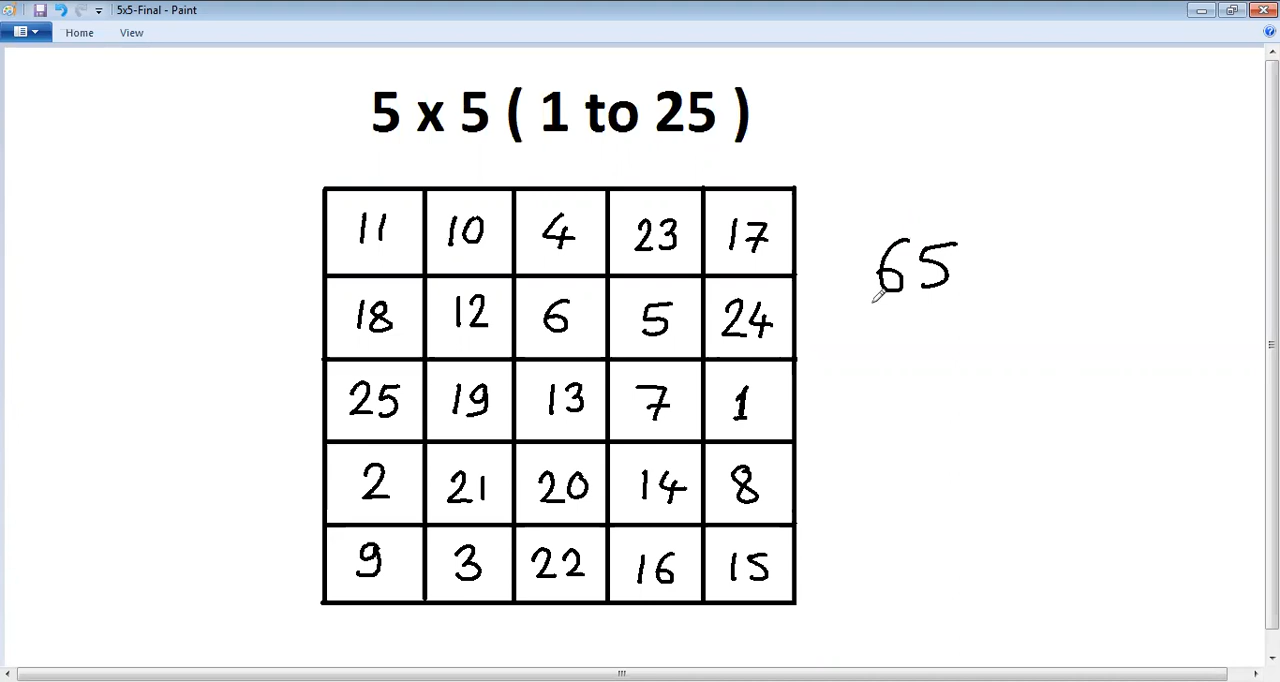 5x5-Final - Paint
Home View
5 x 5 ( 1 to 25 )
11 10 4 23 17
65
18 12 6 5 24
25 19 13 7 1
2 21 20 14 8
9 3 22 16 15